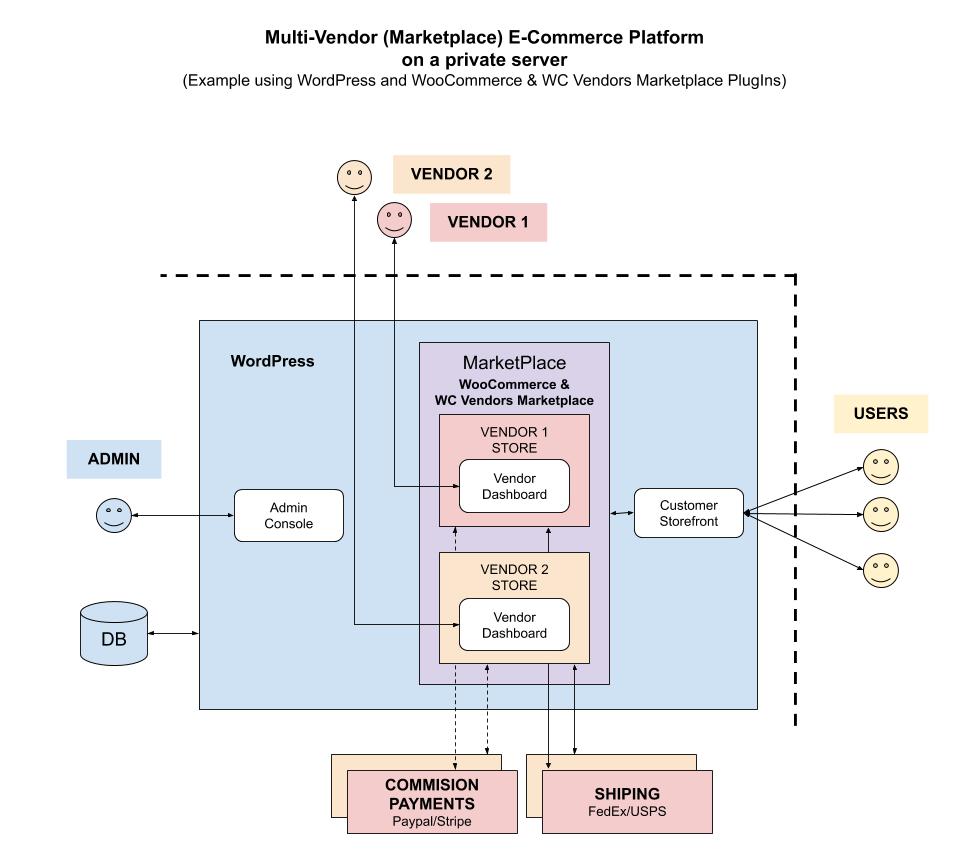 Multi-Vendor (Marketplace) E-Commerce Platform
on a private server
(Example using WordPress and WooCommerce & WC Vendors Marketplace PlugIns)
VENDOR 2
VENDOR 1
WordPress
MarketPlace
WooCommerce &
WC Vendors Marketplace
VENDOR 1
STORE
Vendor
Dashboard
VENDOR 2
STORE
Vendor
Dashboard
ADMIN
Admin
Console
DB
Customer
Storefront
USERS
COMMISION
PAYMENTS
Paypal/Stripe
SHIPING
FedEx/USPS